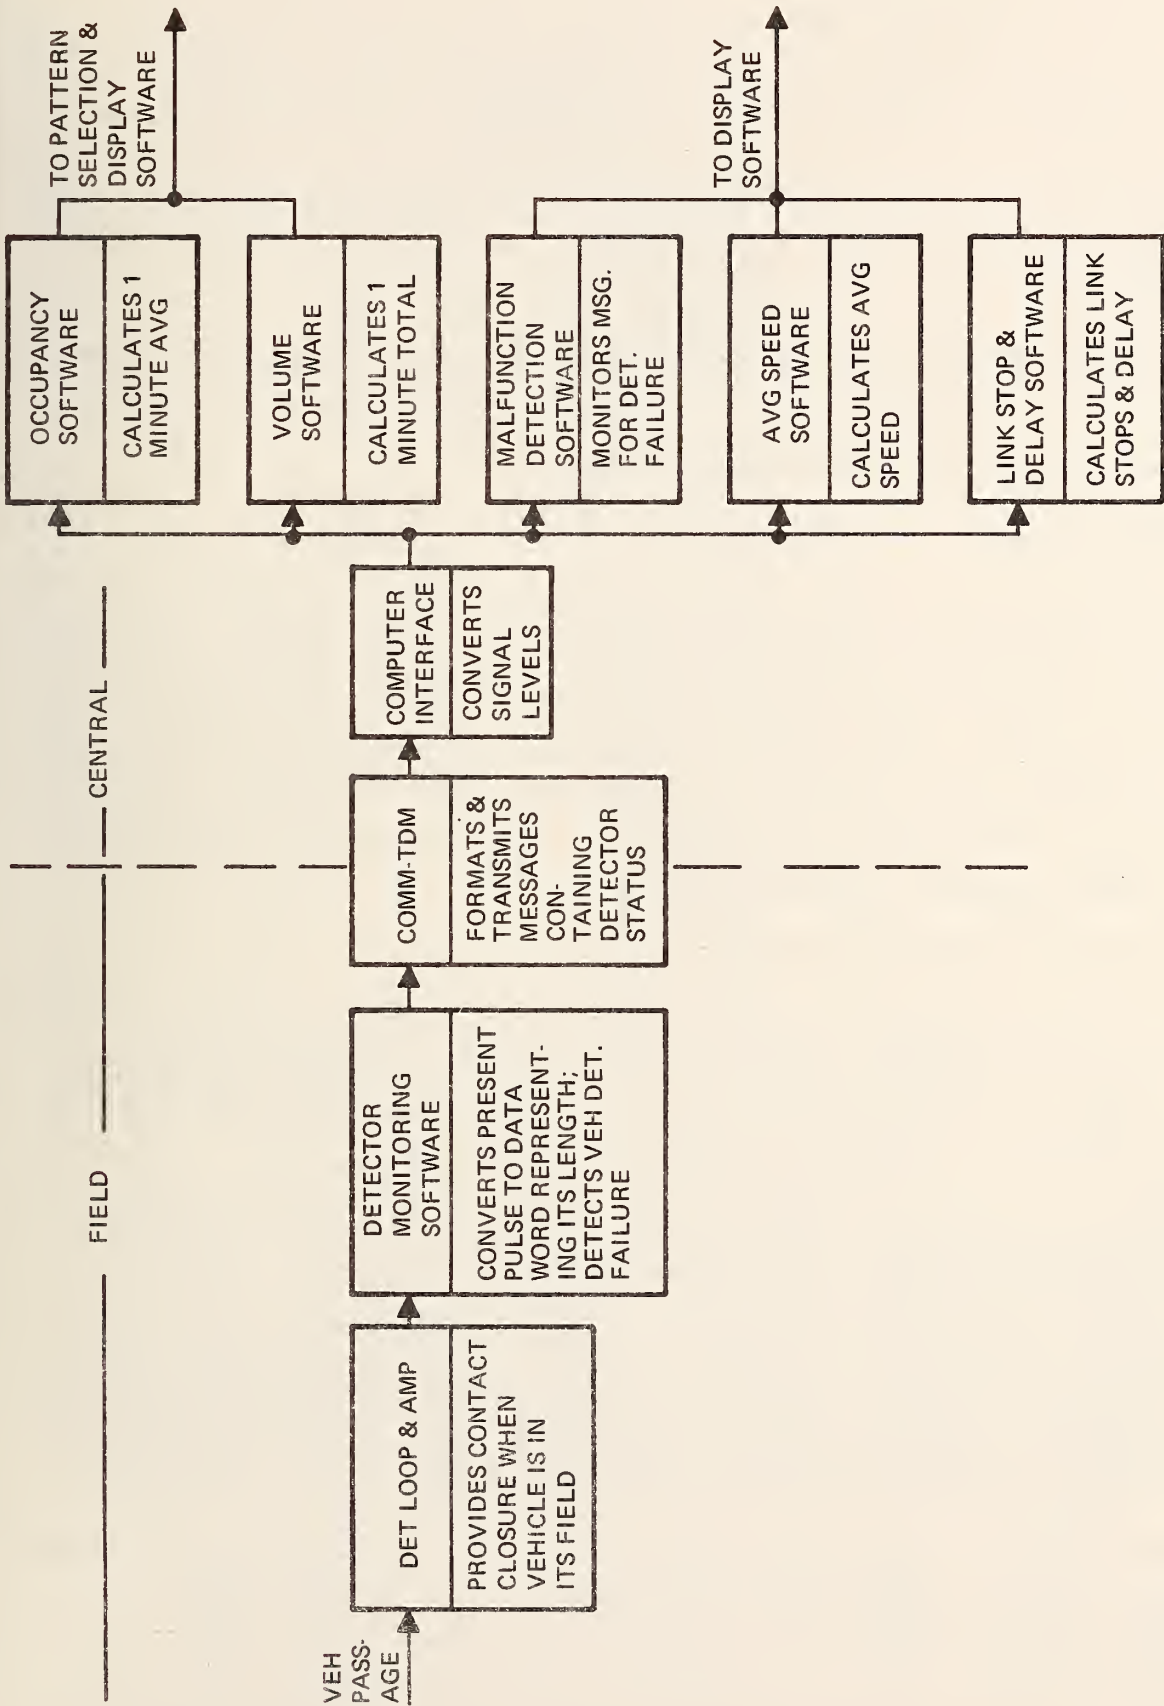 FIELD
CENTRAL
VEH
PASS-
AGE
DET LOOP & AMP
PROVIDES CONTACT
CLOSURE WHEN
VEHICLE IS IN
ITS FIELD
DETECTOR
MONITORING
SOFTWARE
CONVERTS PRESENT
PULSE TO DATA
WORD REPRESENT-
ING ITS LENGTH;
DETECTS VEH DET.
FAILURE
COMM-TDM
FORMATS &
TRANSMITS
MESSAGES
CON-
TAINING
DETECTOR
STATUS
COMPUTER
INTERFACE
CONVERTS
SIGNAL
LEVELS
OCCUPANCY
SOFTWARE
CALCULATES 1
MINUTE AVG
VOLUME
SOFTWARE
CALCULATES 1
MINUTE TOTAL
MALFUNCTION
DETECTION
SOFTWARE
MONITORS MSG.
FOR DET.
FAILURE
AVG SPEED
SOFTWARE
CALCULATES AVG
SPEED
LINK STOP &
DELAY SOFTWARE
CALCULATES LINK
STOPS & DELAY
TO PATTERN
SELECTION &
DISPLAY
SOFTWARE
TO DISPLAY
SOFTWARE